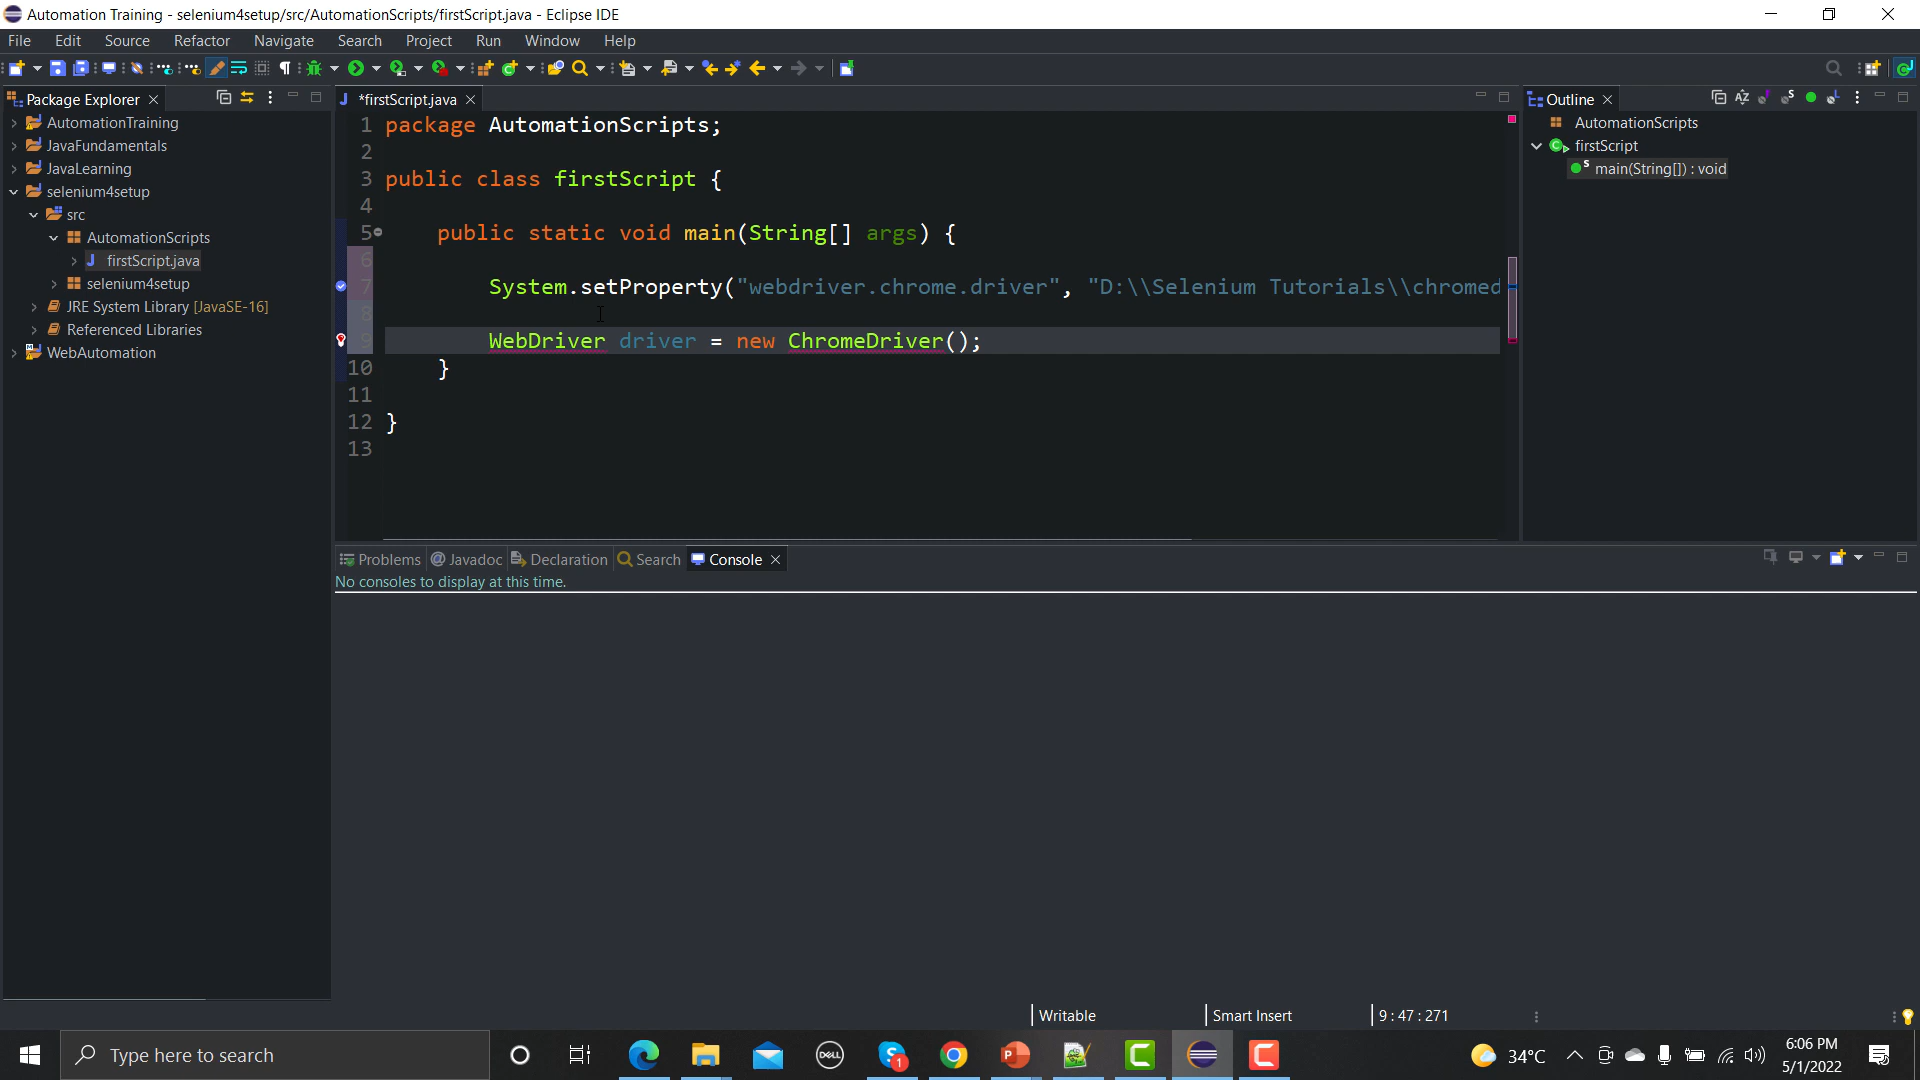 Automation Training - selenium4setup/src/AutomationScripts/firstScript.java - Eclipse IDE
File Edit Source Refactor Navigate Search Project Run Window Help
Package Explorer
AutomationTraining
JavaFundamentals
JavaLearning
selenium4setup
src
AutomationScripts
firstScript.java
selenium4setup
JRE System Library [JavaSE-16]
Referenced Libraries
WebAutomation
*firstScript.java
1 package AutomationScripts;
2
3 public class firstScript {
4
5 public static void main(String[] args) {
6
7 System.setProperty("webdriver.chrome.driver", "D:\\Selenium Tutorials\\chromed
8
9 WebDriver driver = new ChromeDriver();
10 }
11
12 }
13
Outline
AutomationScripts
firstScript
main(String[]) : void
Problems Javadoc Declaration Search Console
No consoles to display at this time.
Writable Smart Insert 9 : 47 : 271
Type here to search
DELL
1
34°C
6:06 PM
5/1/2022